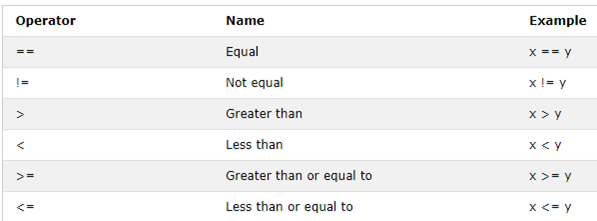 Operator Name Example
== Equal x == y
!= Not equal x != y
> Greater than x > y
< Less than x < y
>= Greater than or equal to x >= y
<= Less than or equal to x <= y